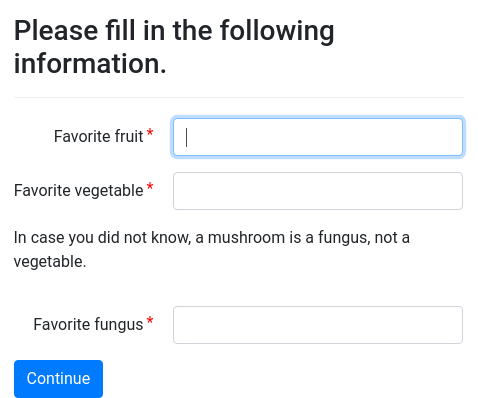 Please fill in the following
information.
Favorite fruit *
Favorite vegetable *
In case you did not know, a mushroom is a fungus, not a
vegetable.
Favorite fungus *
Continue